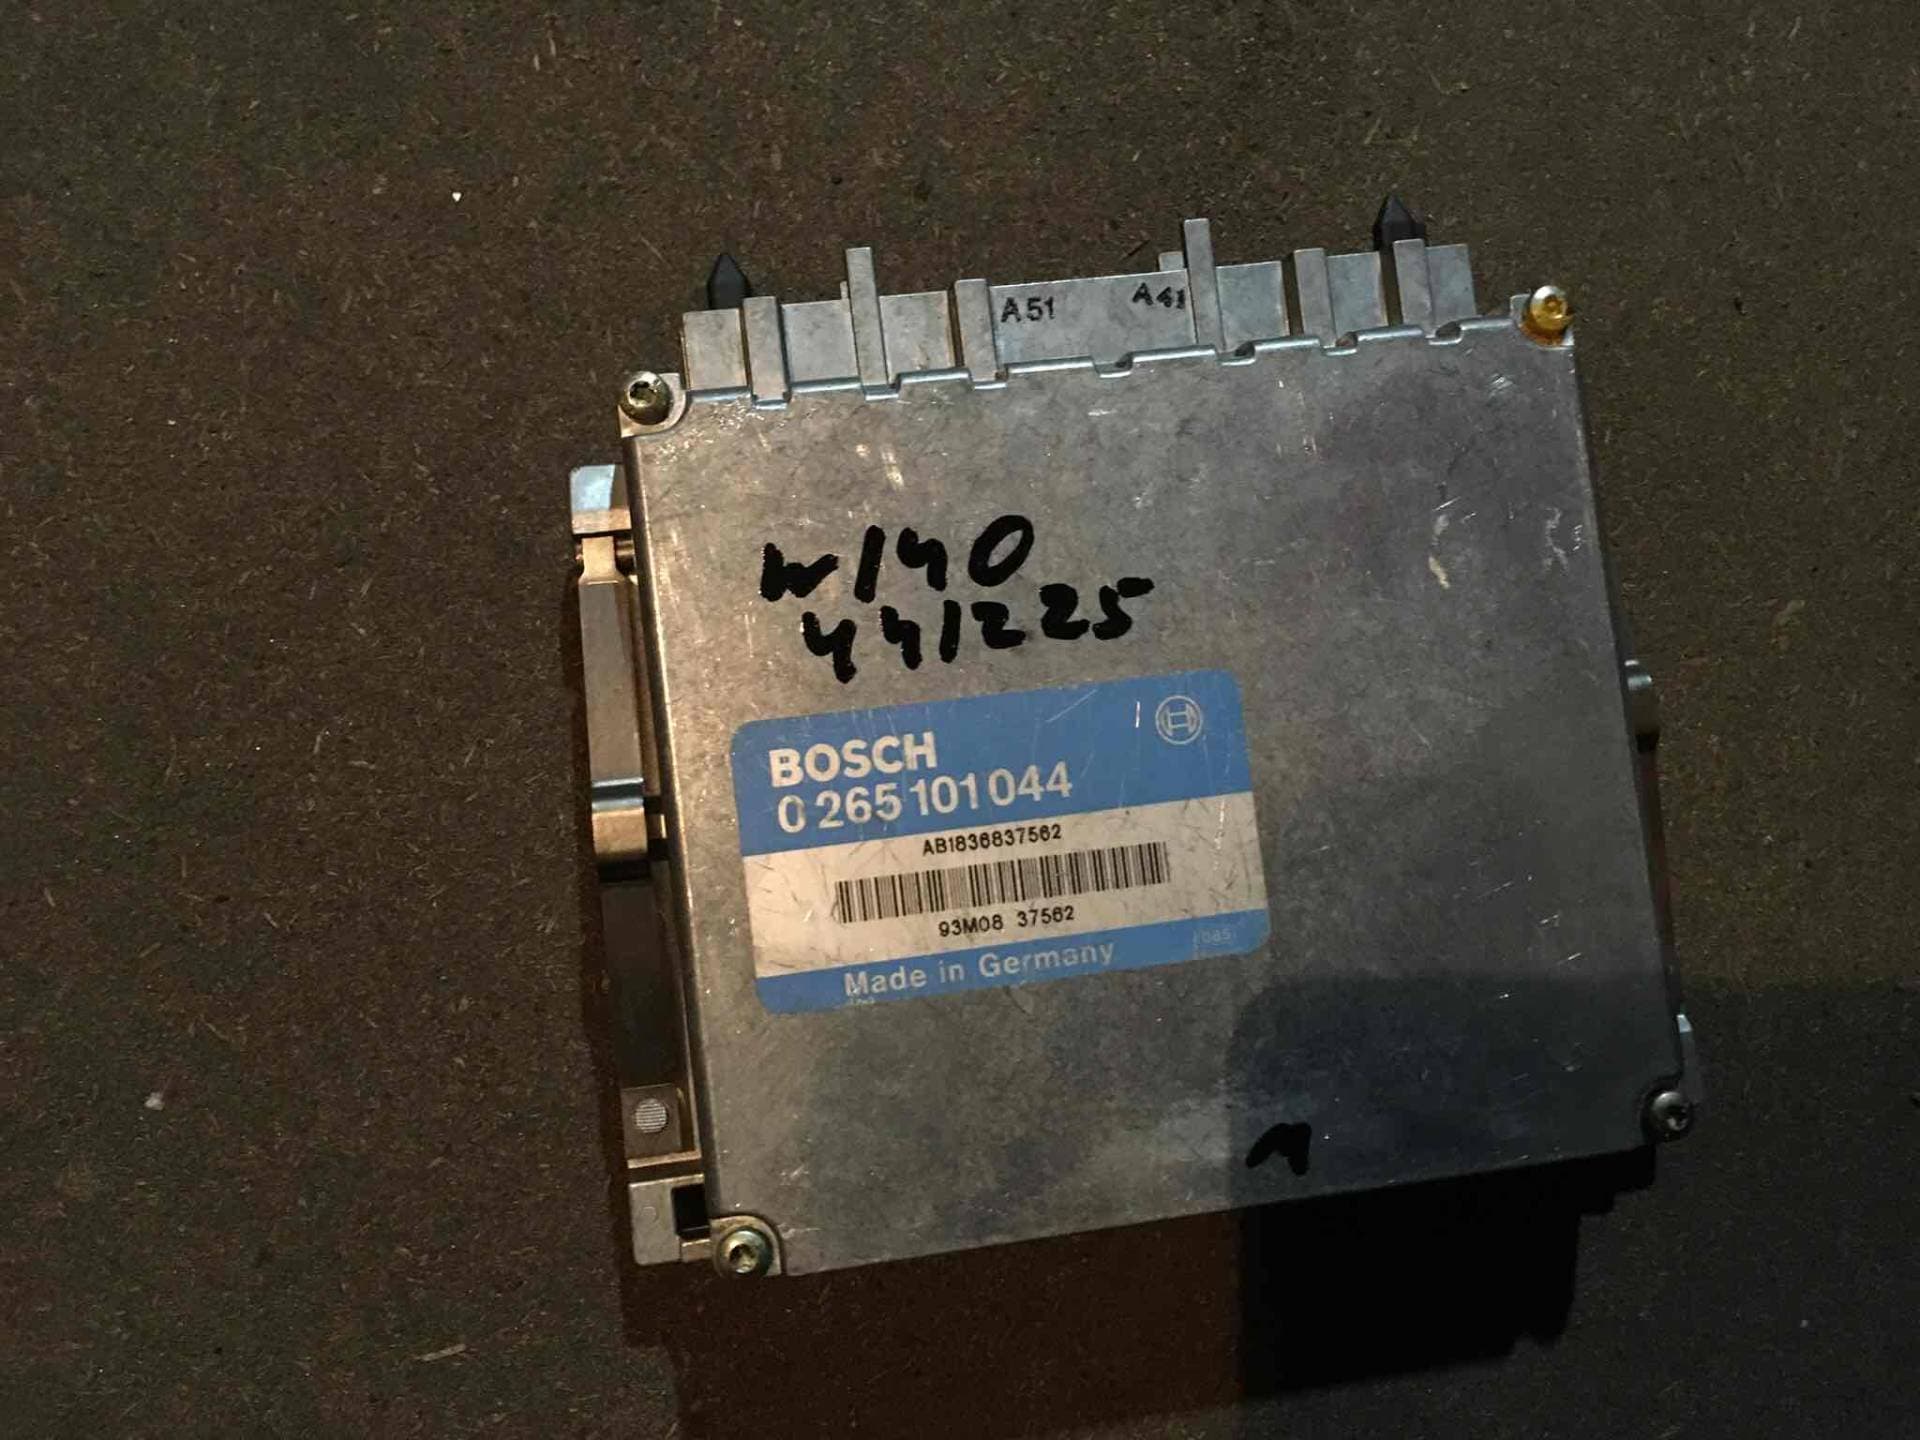 A51 A41
W140
441225
BOSCH
0 265 101 044
AB1836837562
93M08 37562
Made in Germany